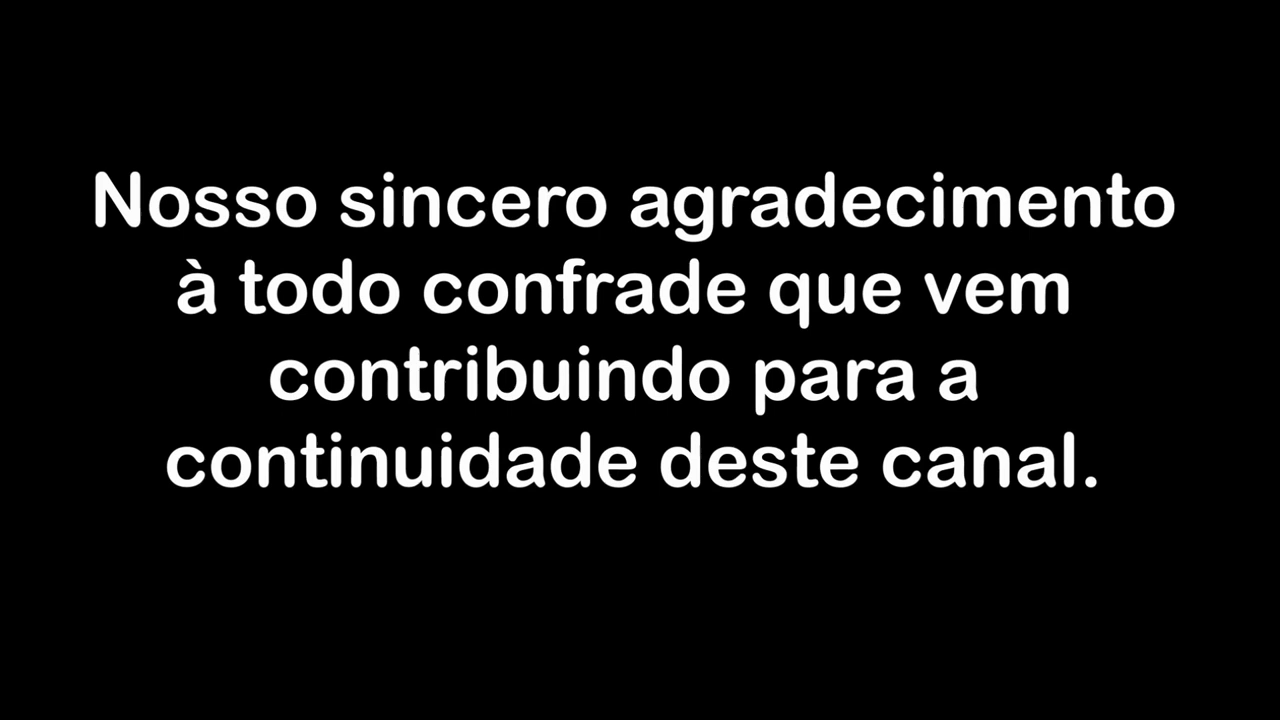 Nosso sincero agradecimento
à todo confrade que vem
contribuindo para a
continuidade deste canal.